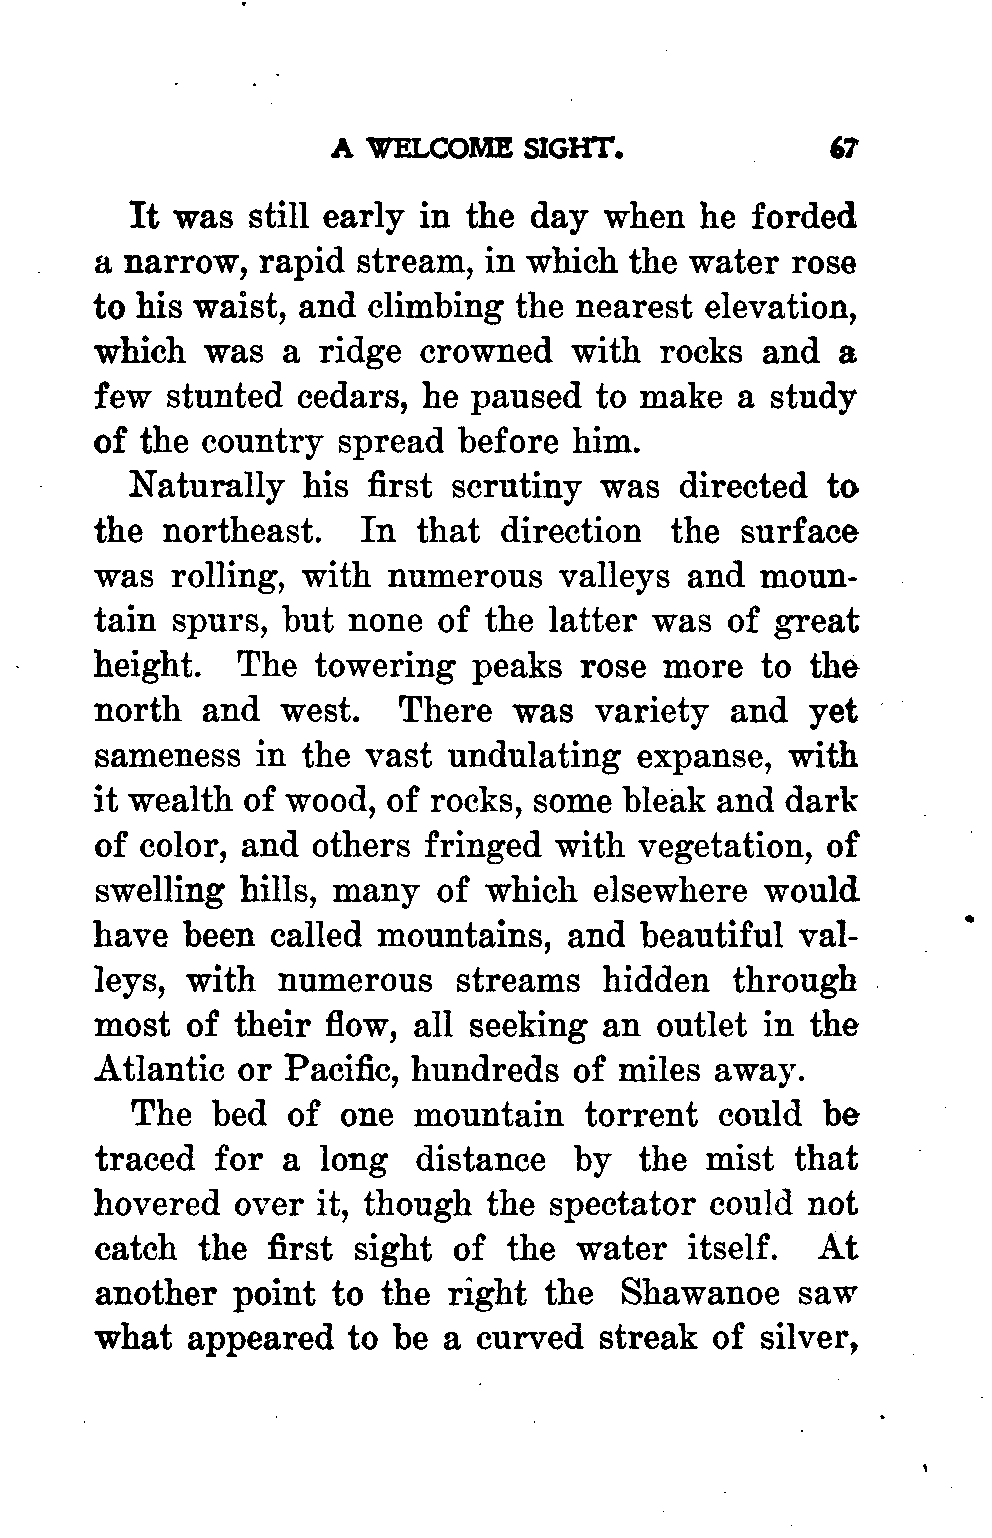 A WELCOME SIGHT. 67
It was still early in the day when he forded
a narrow, rapid stream, in which the water rose
to his waist, and climbing the nearest elevation,
which was a ridge crowned with rocks and a
few stunted cedars, he paused to make a study
of the country spread before him.
Naturally his first scrutiny was directed to
the northeast. In that direction the surface
was rolling, with numerous valleys and moun-
tain spurs, but none of the latter was of great
height. The towering peaks rose more to the
north and west. There was variety and yet
sameness in the vast undulating expanse, with
it wealth of wood, of rocks, some bleak and dark
of color, and others fringed with vegetation, of
swelling hills, many of which elsewhere would
have been called mountains, and beautiful val-
leys, with numerous streams hidden through
most of their flow, all seeking an outlet in the
Atlantic or Pacific, hundreds of miles away.
The bed of one mountain torrent could be
traced for a long distance by the mist that
hovered over it, though the spectator could not
catch the first sight of the water itself. At
another point to the right the Shawanoe saw
what appeared to be a curved streak of silver,